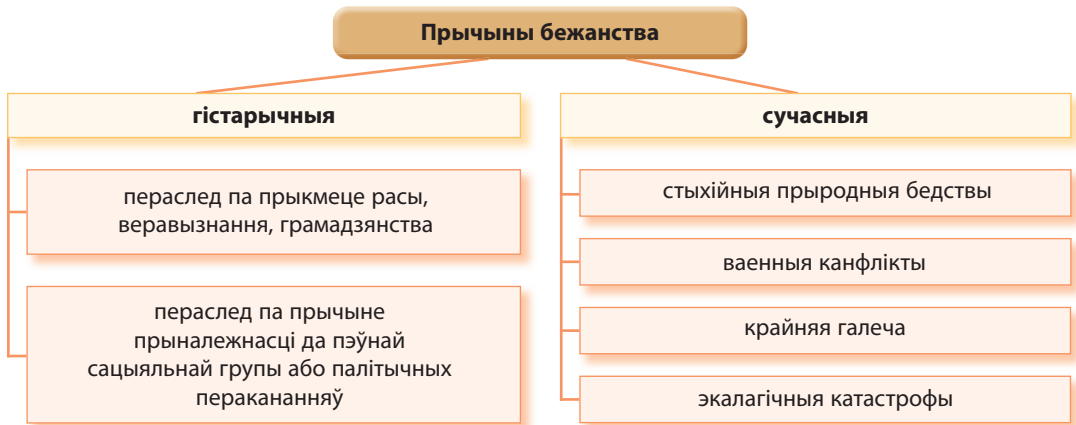 Прычыны бежанства
гістарычныя
пераслед па прыкмеце расы,
веравызнання, грамадзянства
пераслед па прычыне
прыналежнасці да пэўнай
сацыяльнай групы або палітычных
перакананняў
сучасныя
стыхійныя прыродныя бедствы
ваенныя канфлікты
крайняя галеча
экалагічныя катастрофы